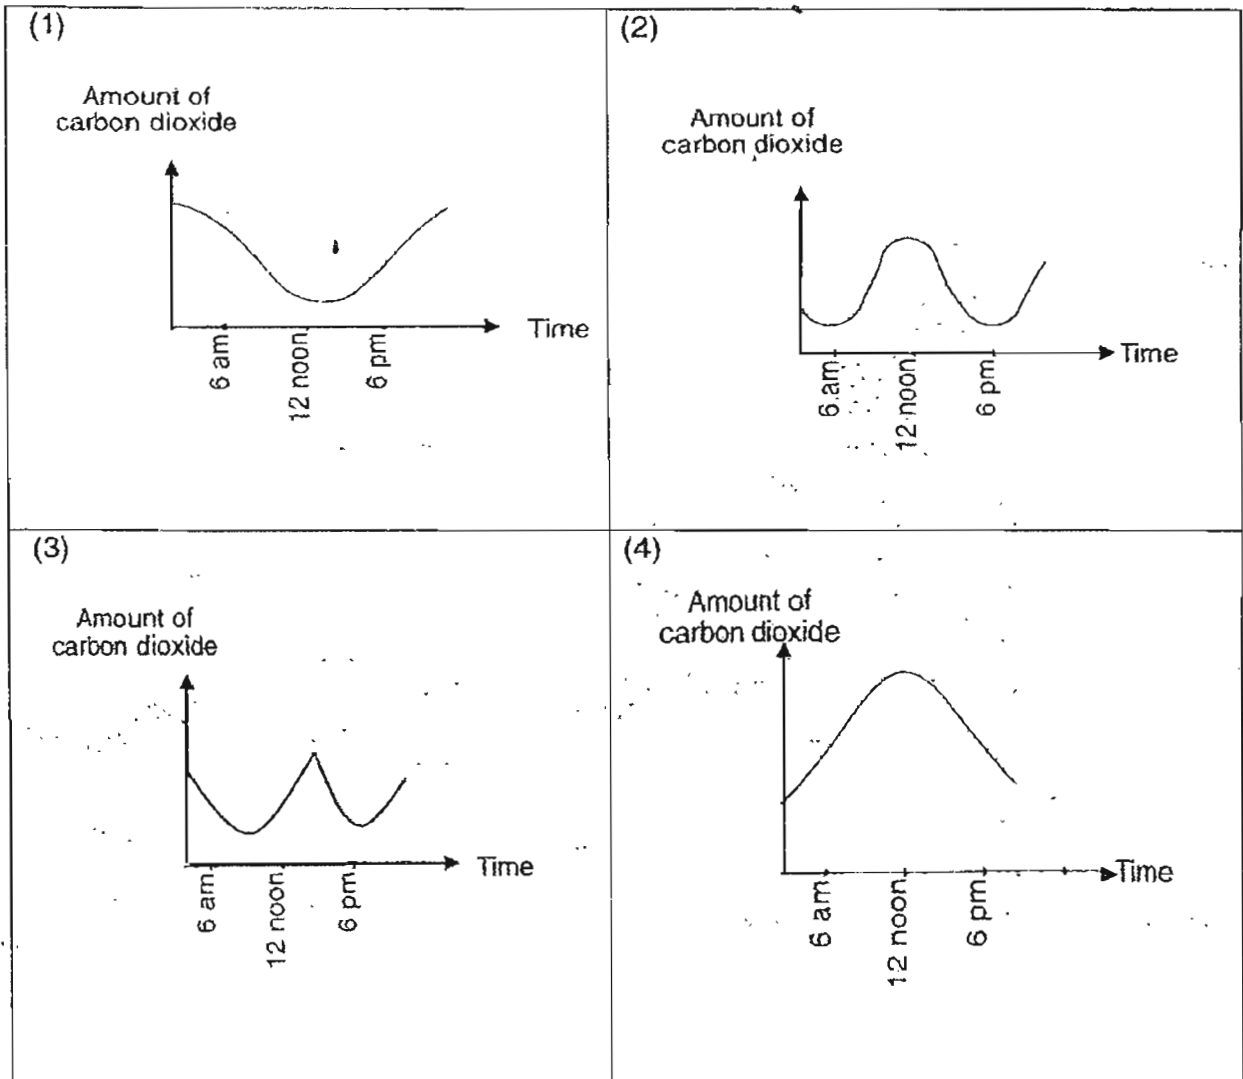 (1)
Amount of
carbon dioxide
Time
6 am
12 noon
6 pm
(2)
Amount of
carbon dioxide
Time
6 am
12 noon
6 pm
(3)
Amount of
carbon dioxide
Time
6 am
12 noon
6 pm
(4)
Amount of
carbon dioxide
Time
6 am
12 noon
6 pm